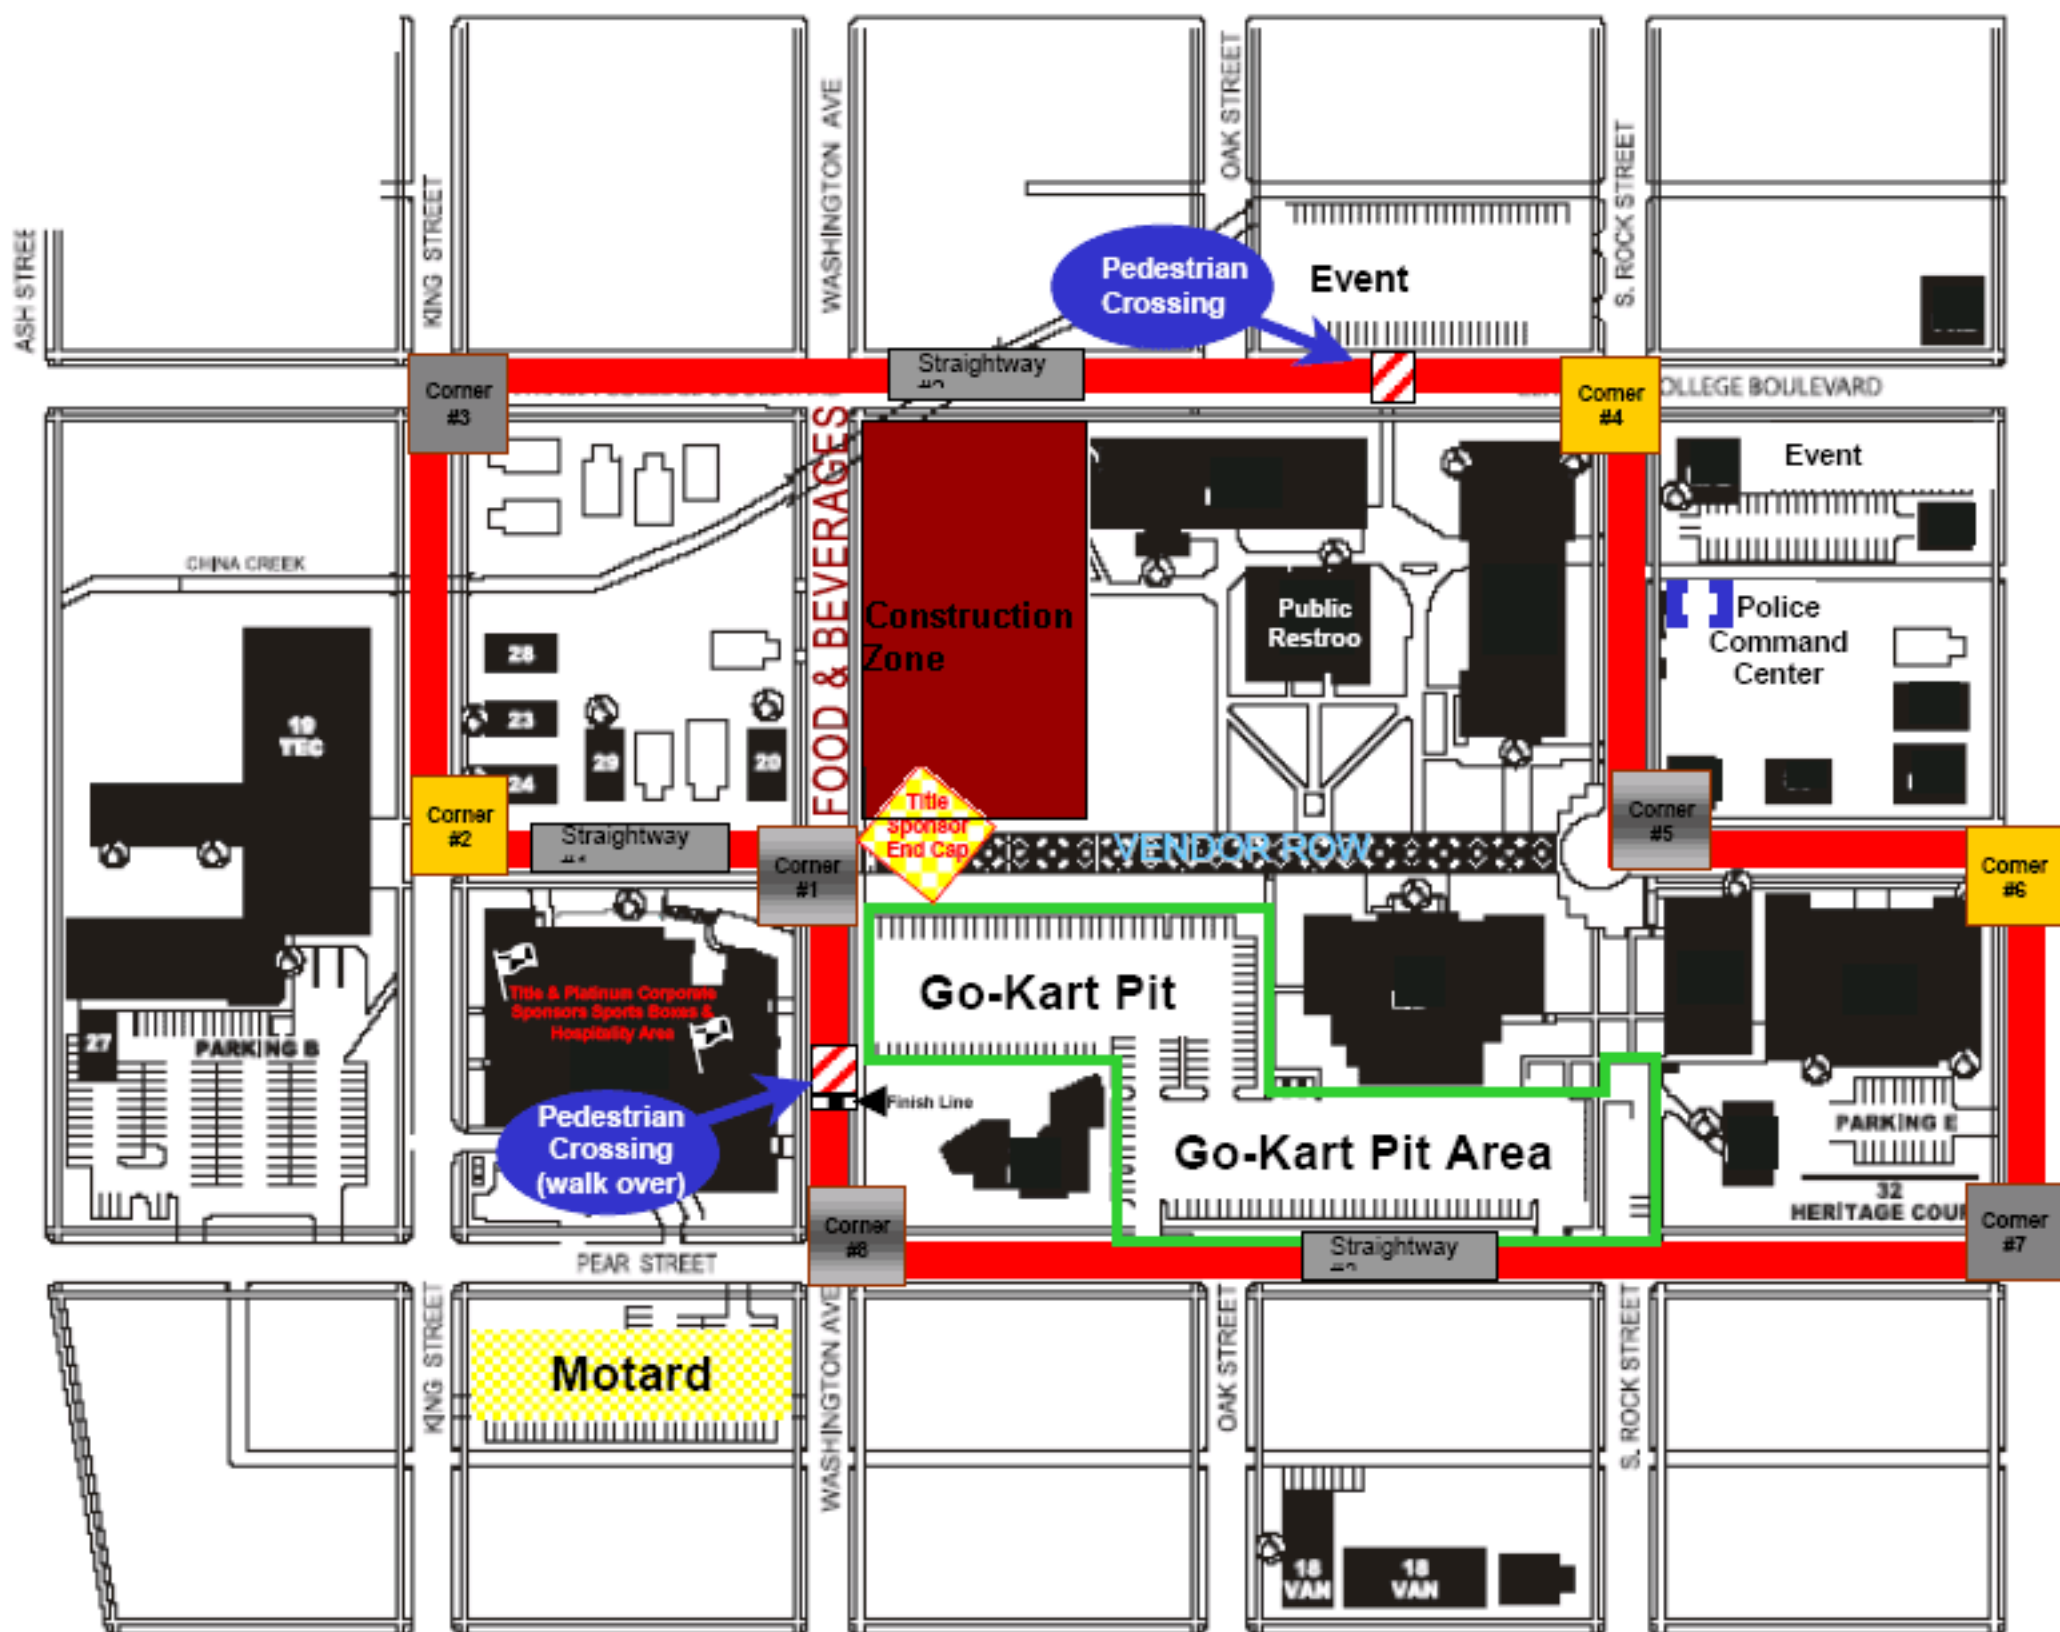 ASH STREE
KING STREET
WASHINGTON AVE
OAK STREET
S. ROCK STREET
Pedestrian
Crossing
Event
Corner
#3
Straightway
Corner
#4
OLLEGE BOULEVARD
Event
CHINA CREEK
FOOD & BEVERAGES
Construction
Zone
Public
Restroo
Police
Command
Center
28
23
24
29
20
19
TEC
Title
Sponsor
End Cap
VENDOR ROW
Corner
#2
Straightway
Corner
#1
Corner
#5
Corner
#6
Title & Platinum Corporate
Sponsors Sports Boxes &
Hospitality Area
Go-Kart Pit
27
PARKING B
Finish Line
Pedestrian
Crossing
(walk over)
Go-Kart Pit Area
PARKING E
32
HERITAGE COUR
Corner
#8
Straightway
Corner
#7
PEAR STREET
KING STREET
Motard
WASHINGTON AVE
OAK STREET
S. ROCK STREET
18
VAN
18
VAN